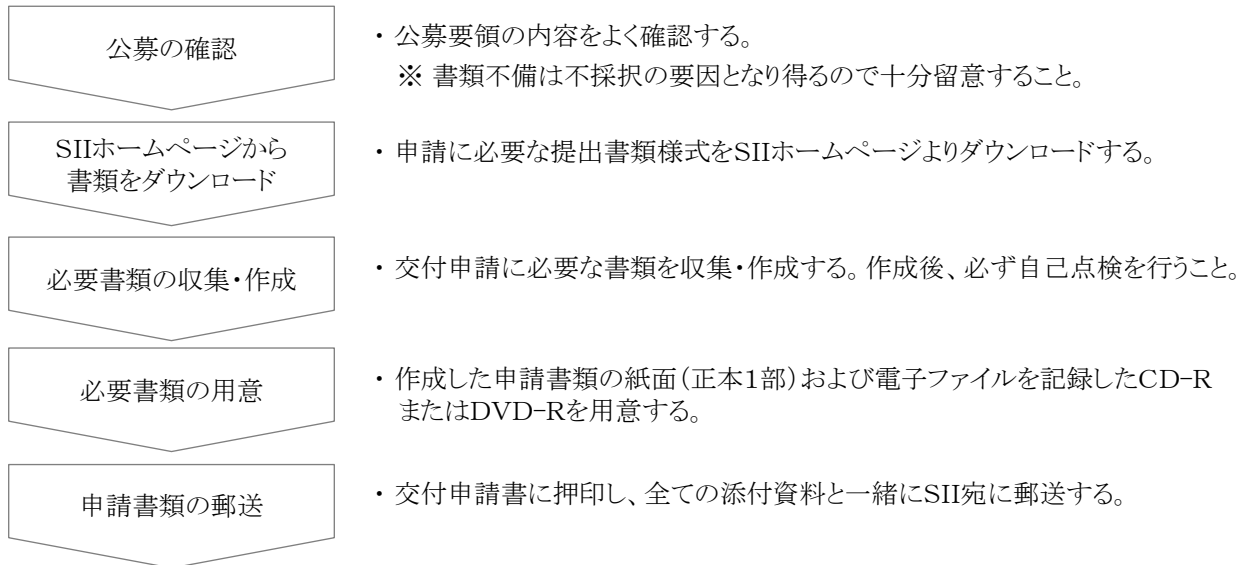 公募の確認
・ 公募要領の内容をよく確認する。
※ 書類不備は不採択の要因となり得るので十分留意すること。
SIIホームページから
書類をダウンロード
・ 申請に必要な提出書類様式をSIIホームページよりダウンロードする。
必要書類の収集・作成
・ 交付申請に必要な書類を収集・作成する。作成後、必ず自己点検を行うこと。
必要書類の用意
・ 作成した申請書類の紙面（正本1部）および電子ファイルを記録したCD-R
またはDVD-Rを用意する。
申請書類の郵送
・ 交付申請書に押印し、全ての添付資料と一緒にSII宛に郵送する。